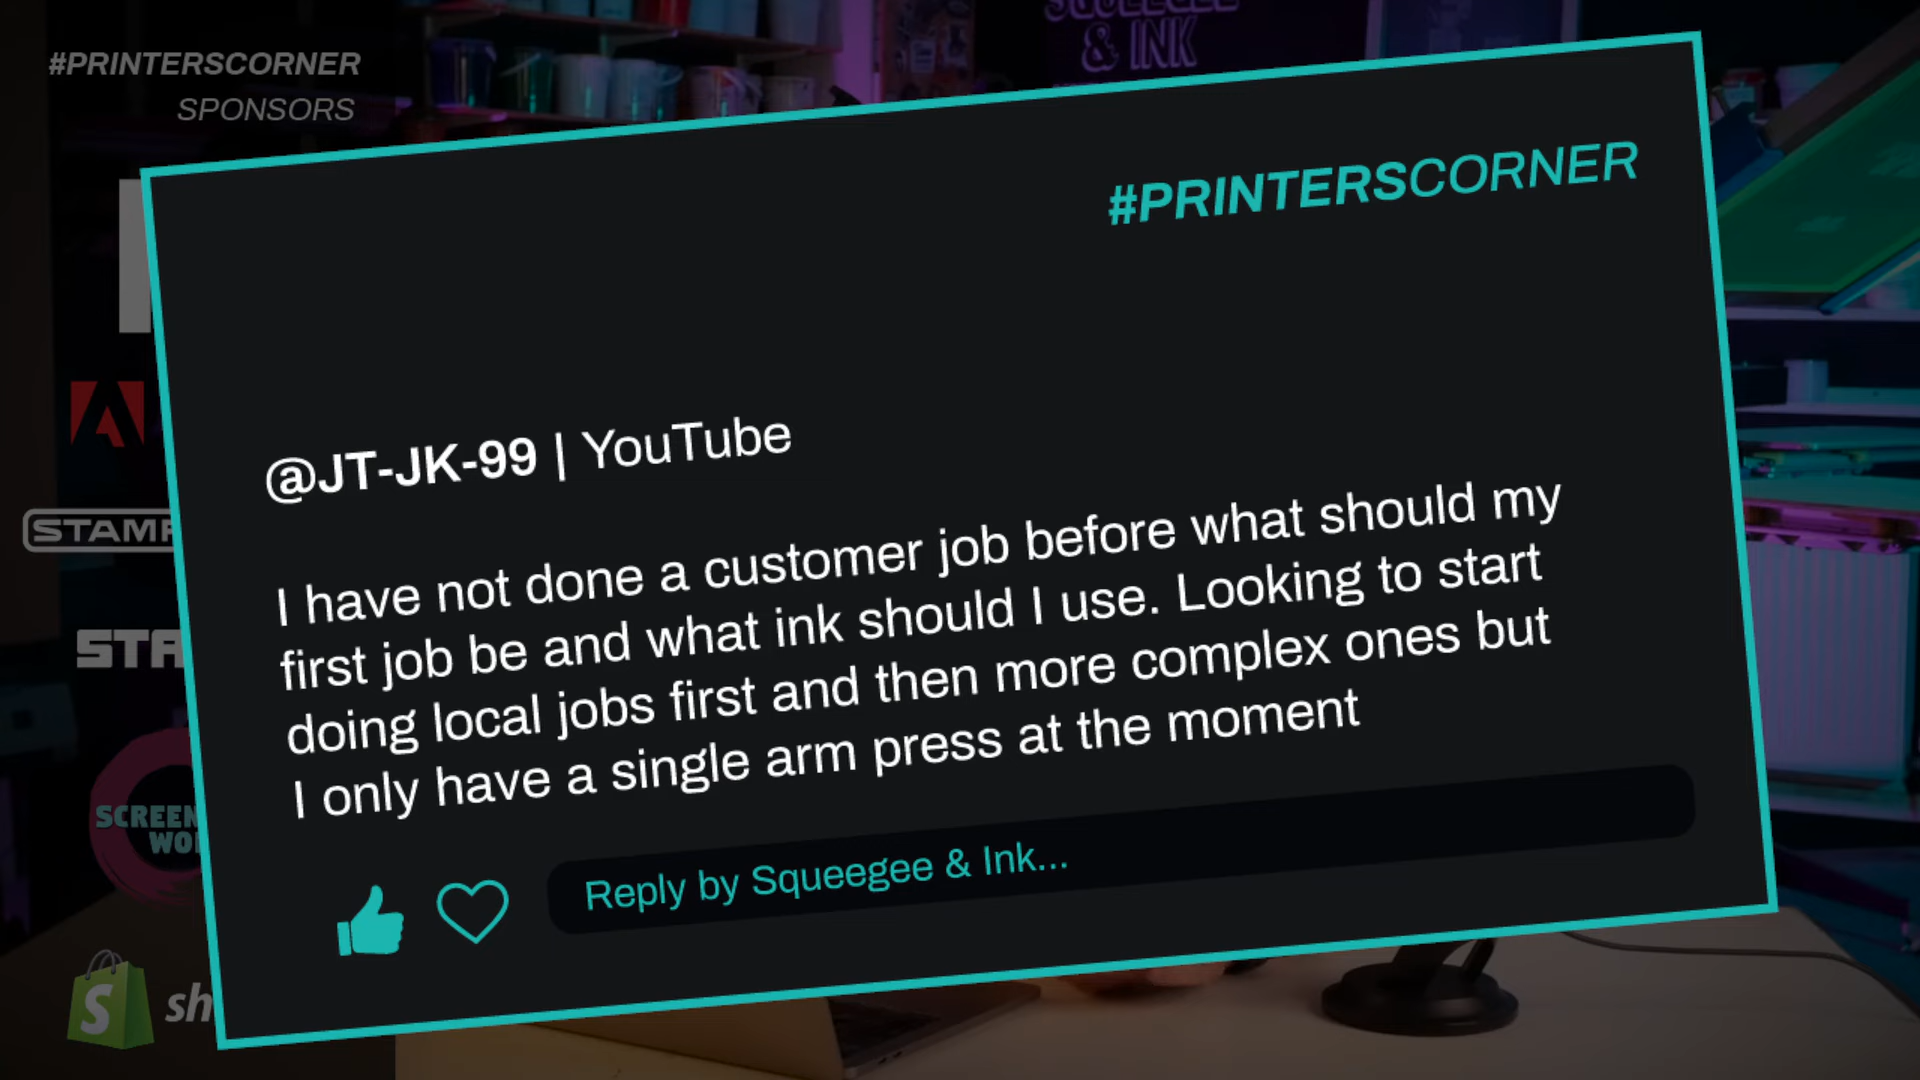 #PRINTERSCORNER
SPONSORS
SQUEEGEE
& INK
#PRINTERSCORNER
@JT-JK-99 | YouTube
I have not done a customer job before what should my
first job be and what ink should I use. Looking to start
doing local jobs first and then more complex ones but
I only have a single arm press at the moment
Reply by Squeegee & Ink...
SCREEN